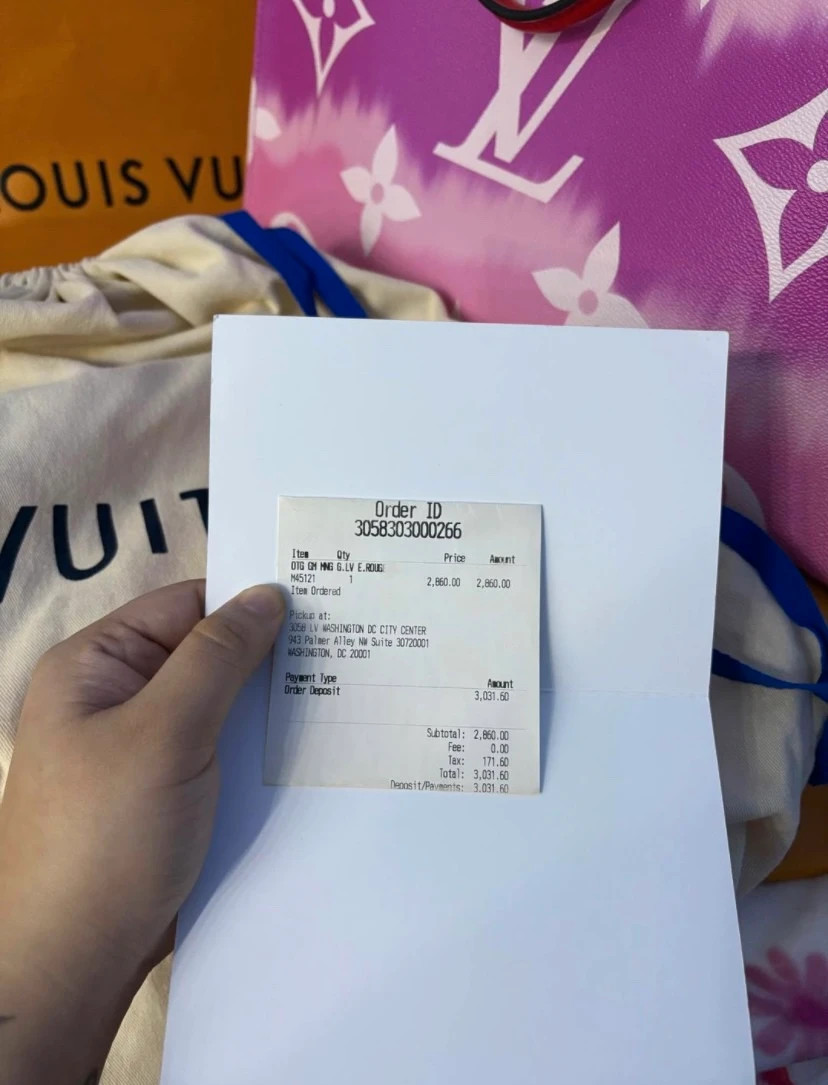 OUIS VU
LV
VUIT
Order ID
3058303000266
Item Qty Price Amount
OTG GM MNG G.LV E.ROUG
M45121 1 2,860.00 2,860.00
Item Ordered
Pickup at:
3058 LV WASHINGTON DC CITY CENTER
943 Palmer Alley NW Suite 30720001
WASHINGTON, DC 20001
Payment Type Amount
Order Deposit 3,031.60
Subtotal: 2,860.00
Fee: 0.00
Tax: 171.60
Total: 3,031.60
Deposit/Payments: 3,031.60